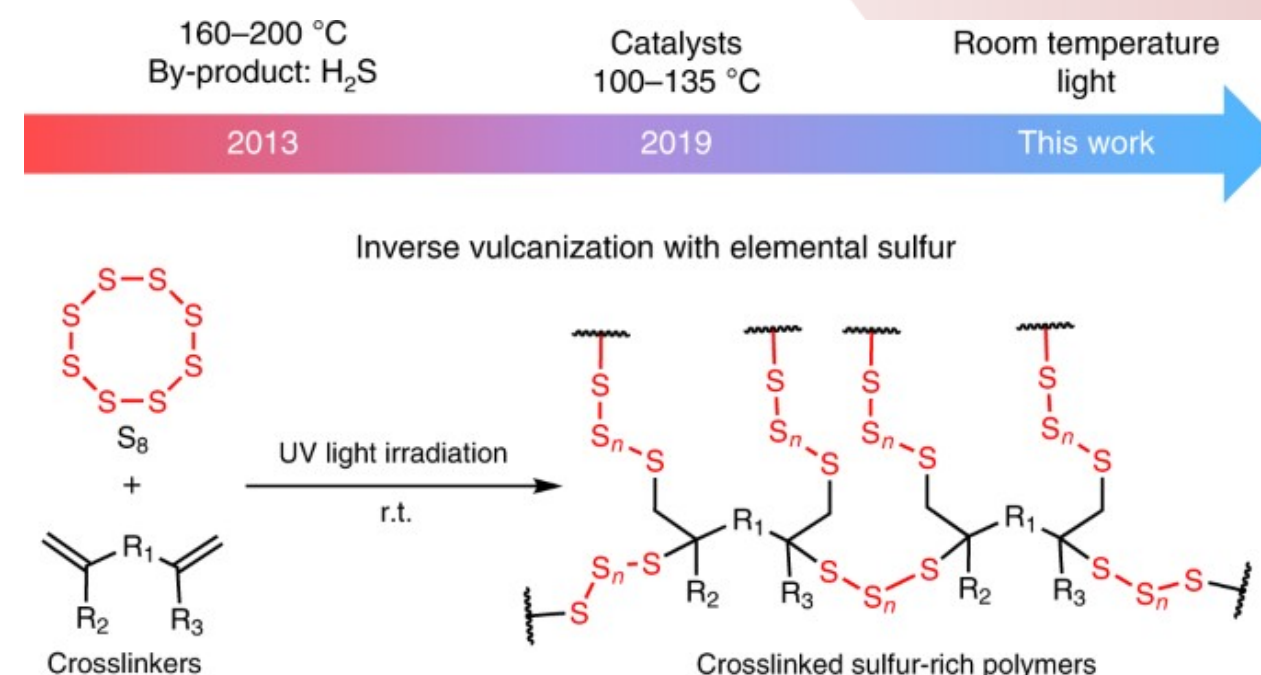 160–200 °C
By-product: H₂S
Catalysts
100–135 °C
Room temperature
light
2013
2019
This work
Inverse vulcanization with elemental sulfur
S–S
S S
S S
S–S
S₈
+
R₁
R₂ R₃
Crosslinkers
UV light irradiation
r.t.
S S S S
Sₙ Sₙ Sₙ Sₙ
S S S S
R₁ R₁
S Sₙ S R₂ R₃ S Sₙ S R₂ R₃ S Sₙ S
Crosslinked sulfur-rich polymers